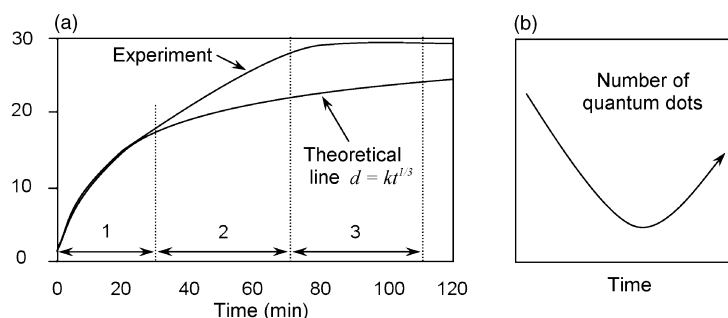 (a)
30
20
10
0
Experiment
Theoretical
line d = kt^1/3
1
2
3
0
20
40
60
80
100
120
Time (min)
(b)
Number of
quantum dots
Time